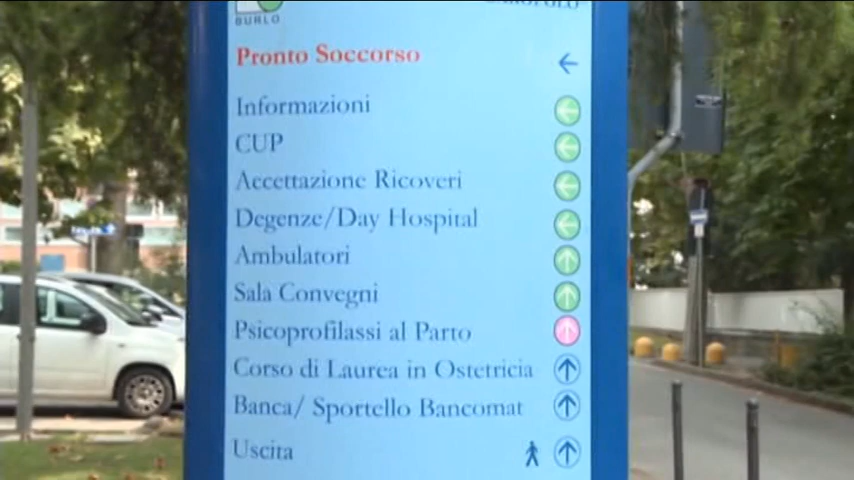 BURLO
Pronto Soccorso
Informazioni
CUP
Accettazione Ricoveri
Degenze/Day Hospital
Ambulatori
Sala Convegni
Psicoprofilassi al Parto
Corso di Laurea in Ostetricia
Banca/ Sportello Bancomat
Uscita